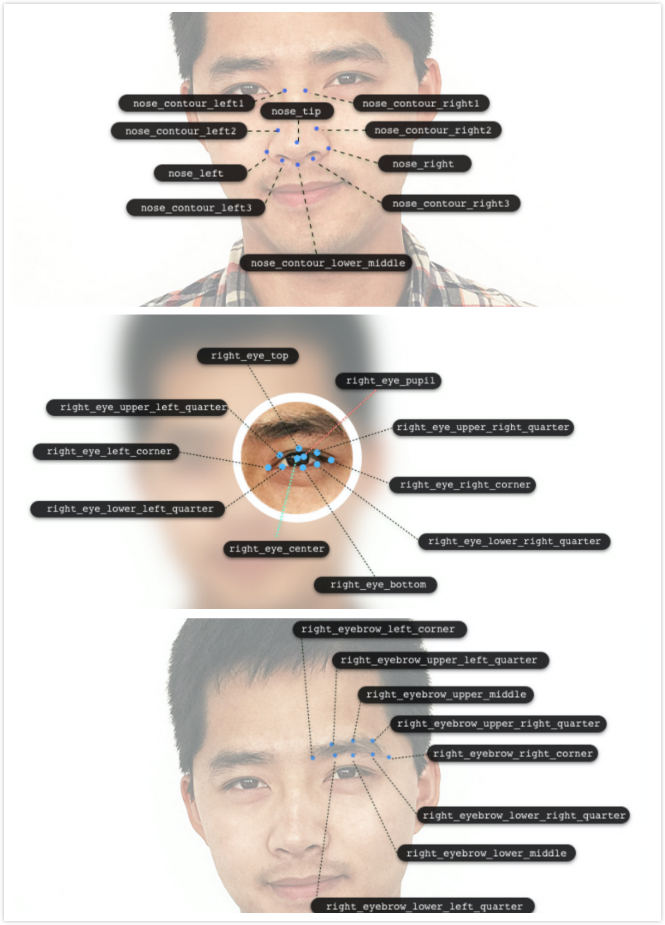 nose_contour_left1
nose_contour_right1
nose_tip
nose_contour_left2
nose_contour_right2
nose_left
nose_right
nose_contour_left3
nose_contour_right3
nose_contour_lower_middle
right_eye_top
right_eye_pupil
right_eye_upper_left_quarter
right_eye_upper_right_quarter
right_eye_left_corner
right_eye_right_corner
right_eye_lower_left_quarter
right_eye_lower_right_quarter
right_eye_center
right_eye_bottom
right_eyebrow_left_corner
right_eyebrow_upper_left_quarter
right_eyebrow_upper_middle
right_eyebrow_upper_right_quarter
right_eyebrow_right_corner
right_eyebrow_lower_right_quarter
right_eyebrow_lower_middle
right_eyebrow_lower_left_quarter